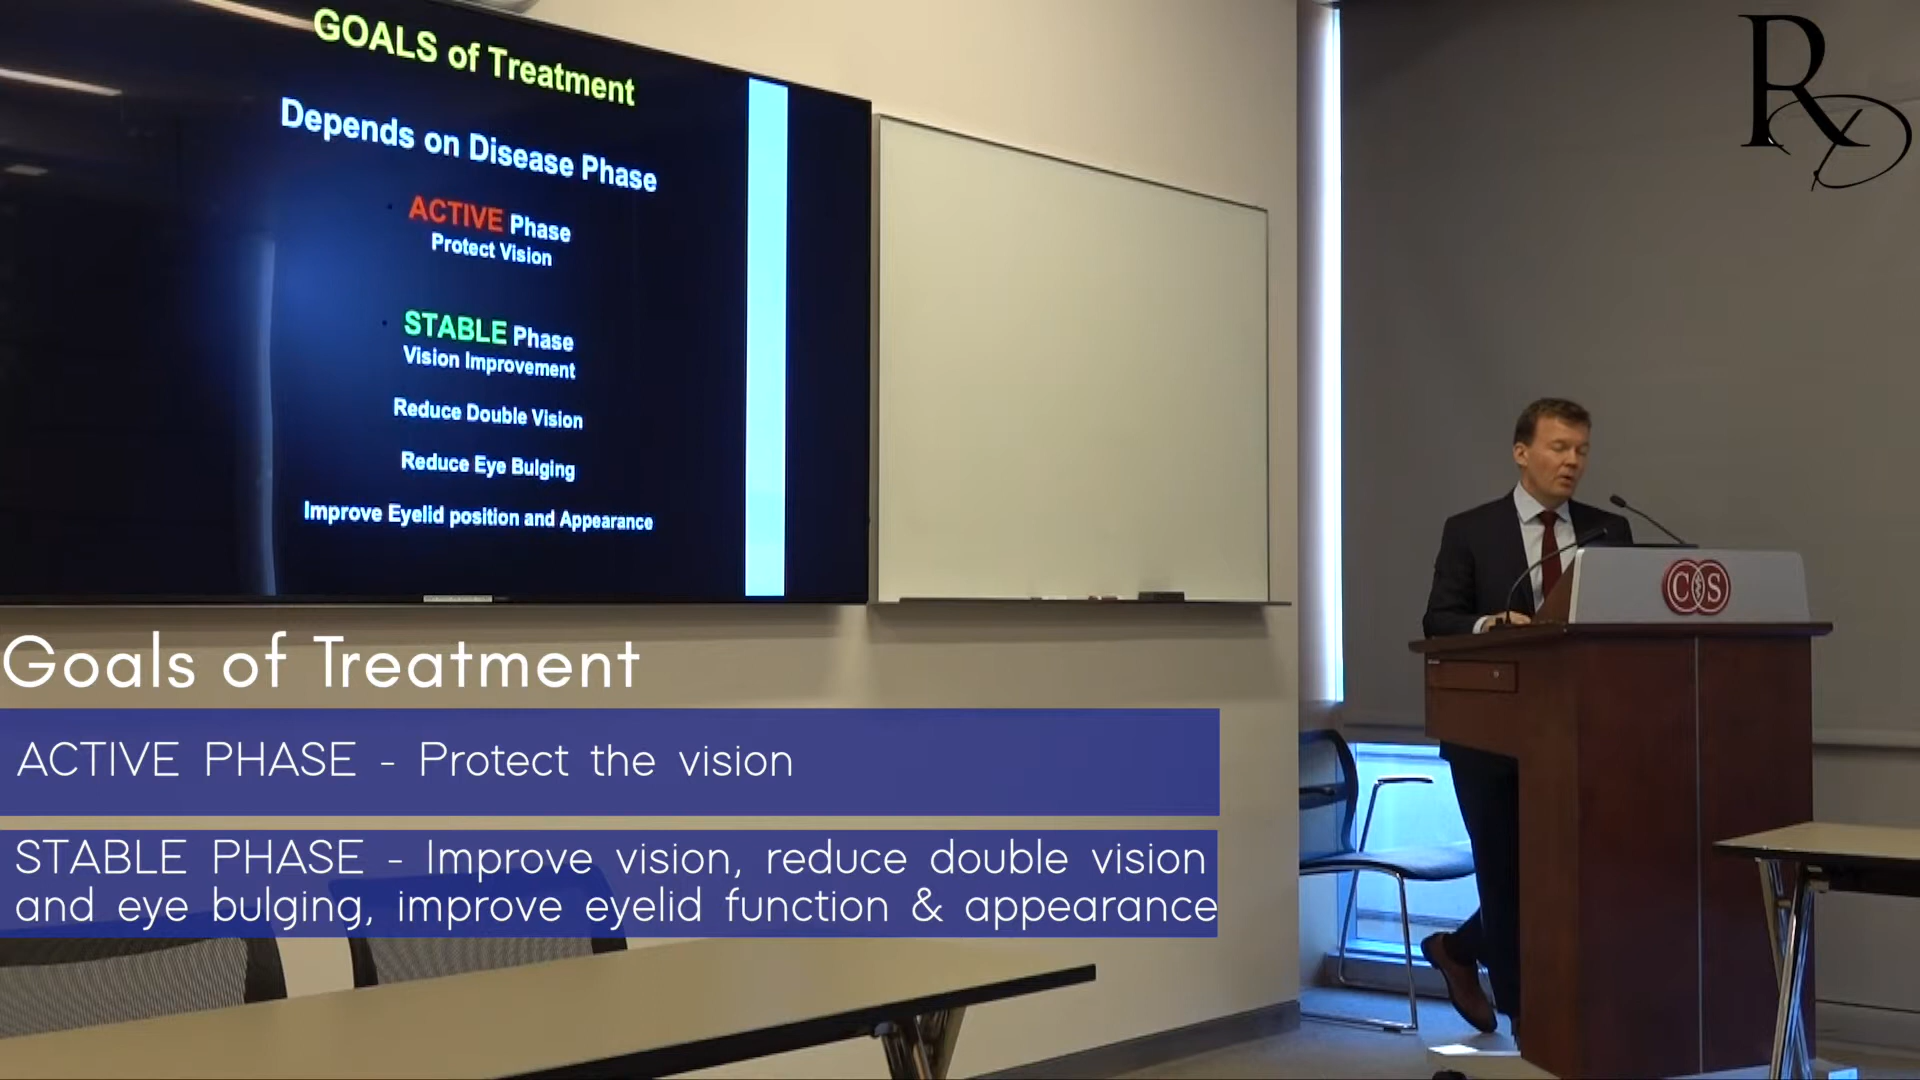 GOALS of Treatment
Depends on Disease Phase
ACTIVE Phase
Protect Vision
STABLE Phase
Vision Improvement
Reduce Double Vision
Reduce Eye Bulging
Improve Eyelid position and Appearance
RD
CS
Goals of Treatment
ACTIVE PHASE - Protect the vision
STABLE PHASE - Improve vision, reduce double vision
and eye bulging, improve eyelid function & appearance